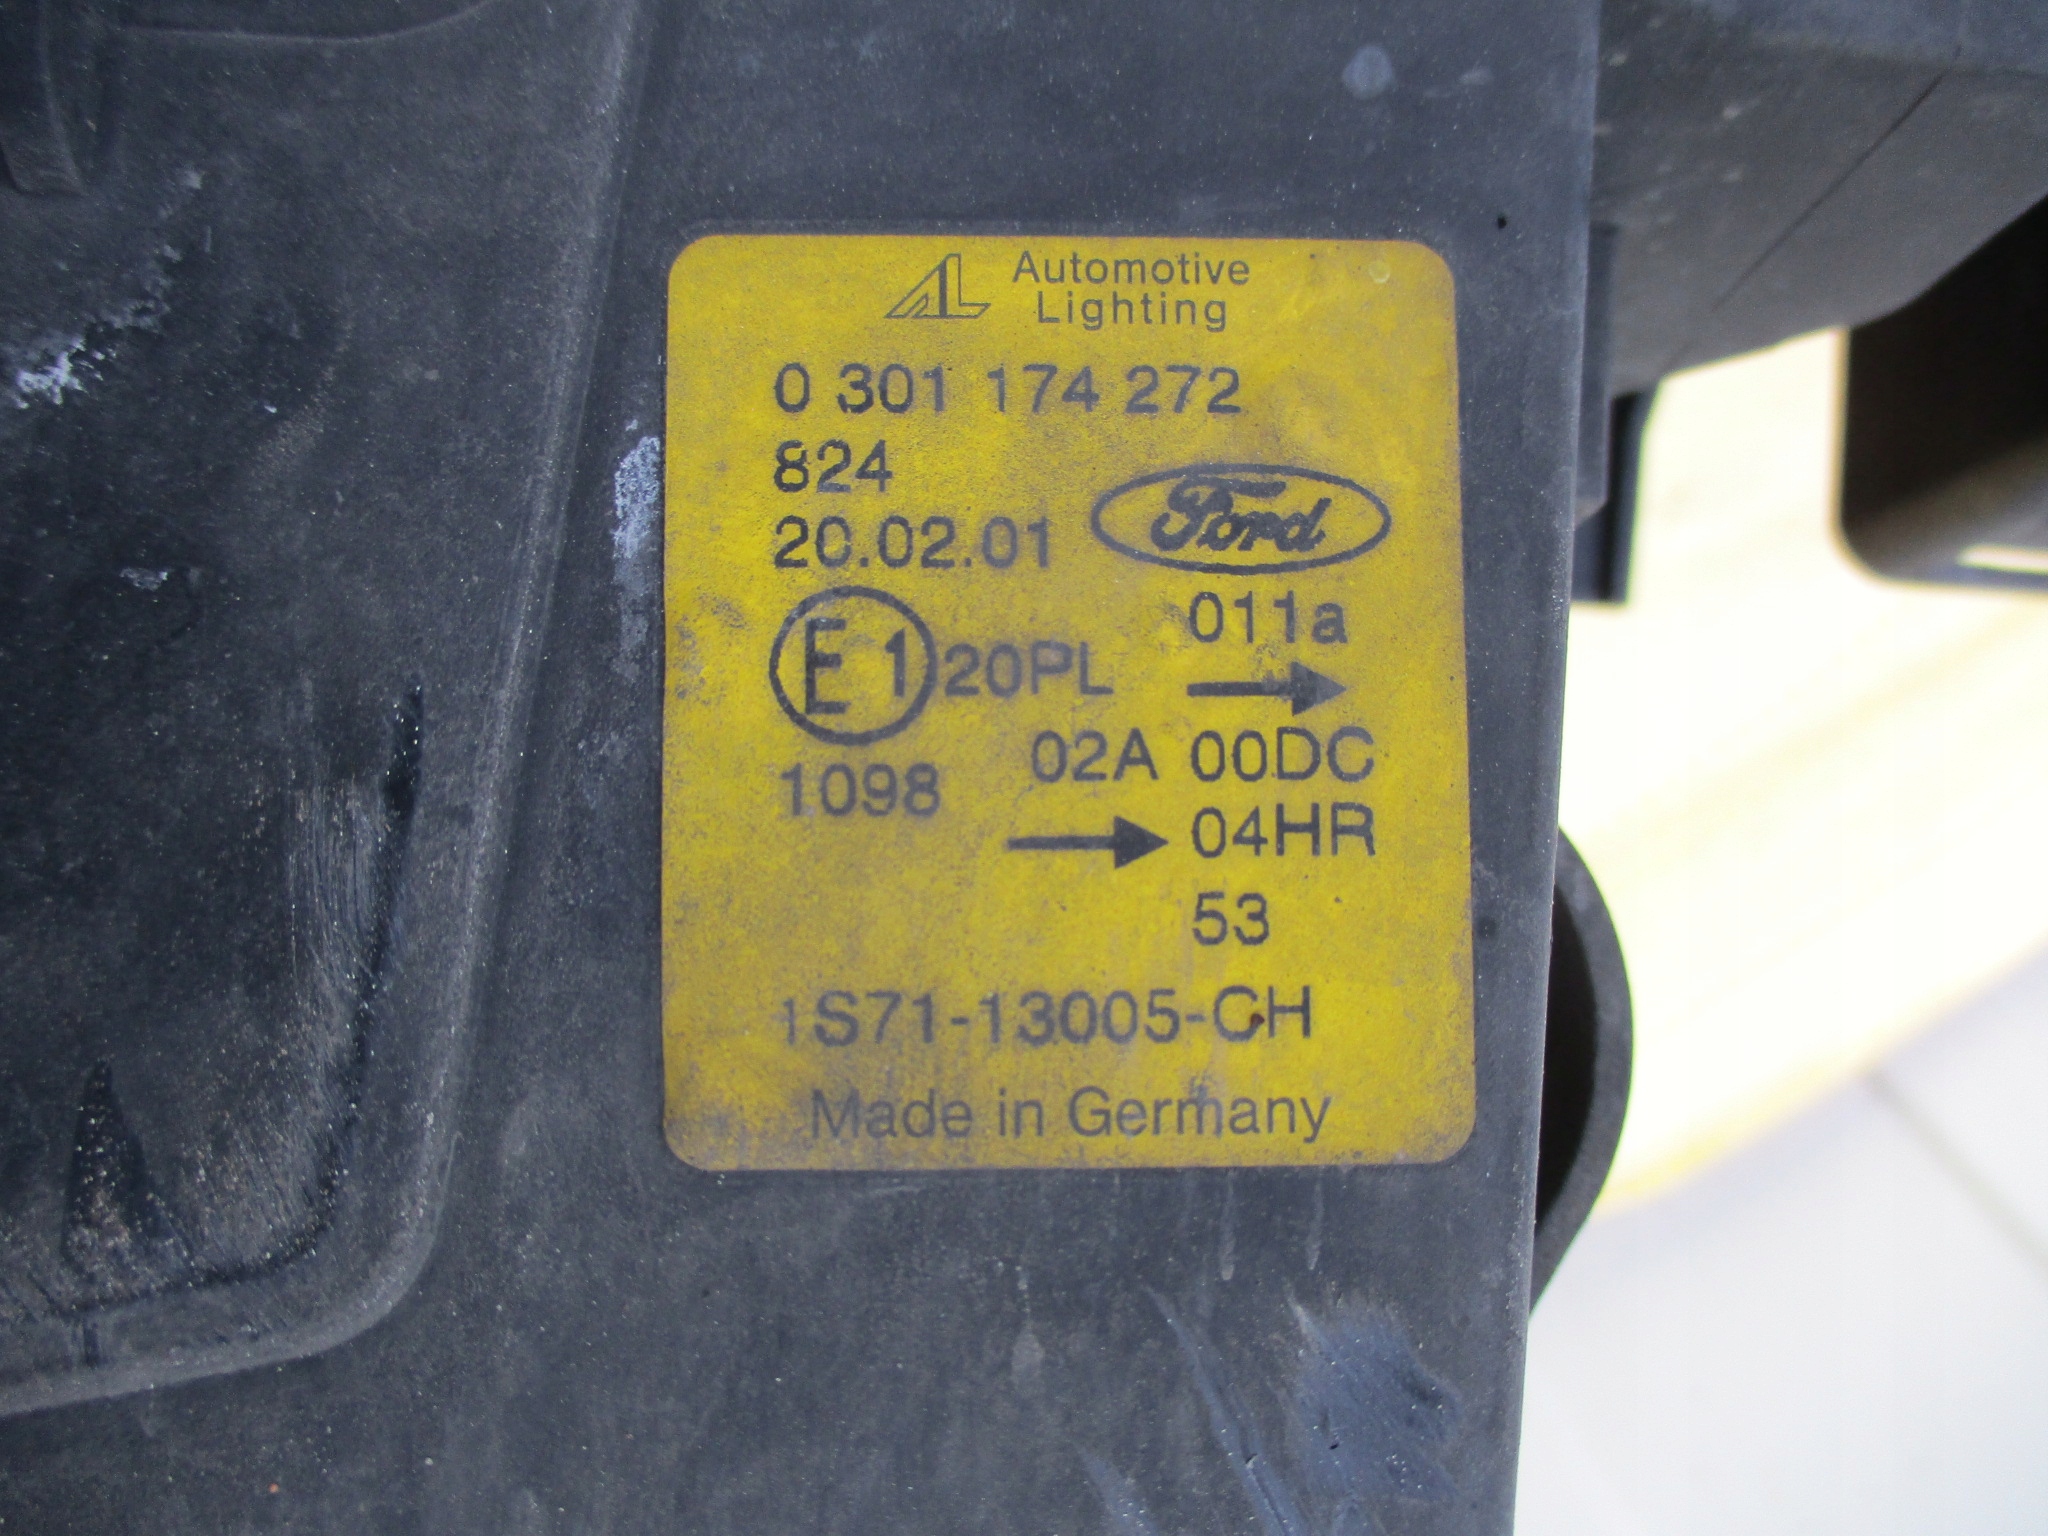 AL Automotive
Lighting
0 301 174 272
824
20.02.01 Ford
011a
E1 20PL →
02A 00DC
1098
→ 04HR
53
1S71-13005-CH
Made in Germany